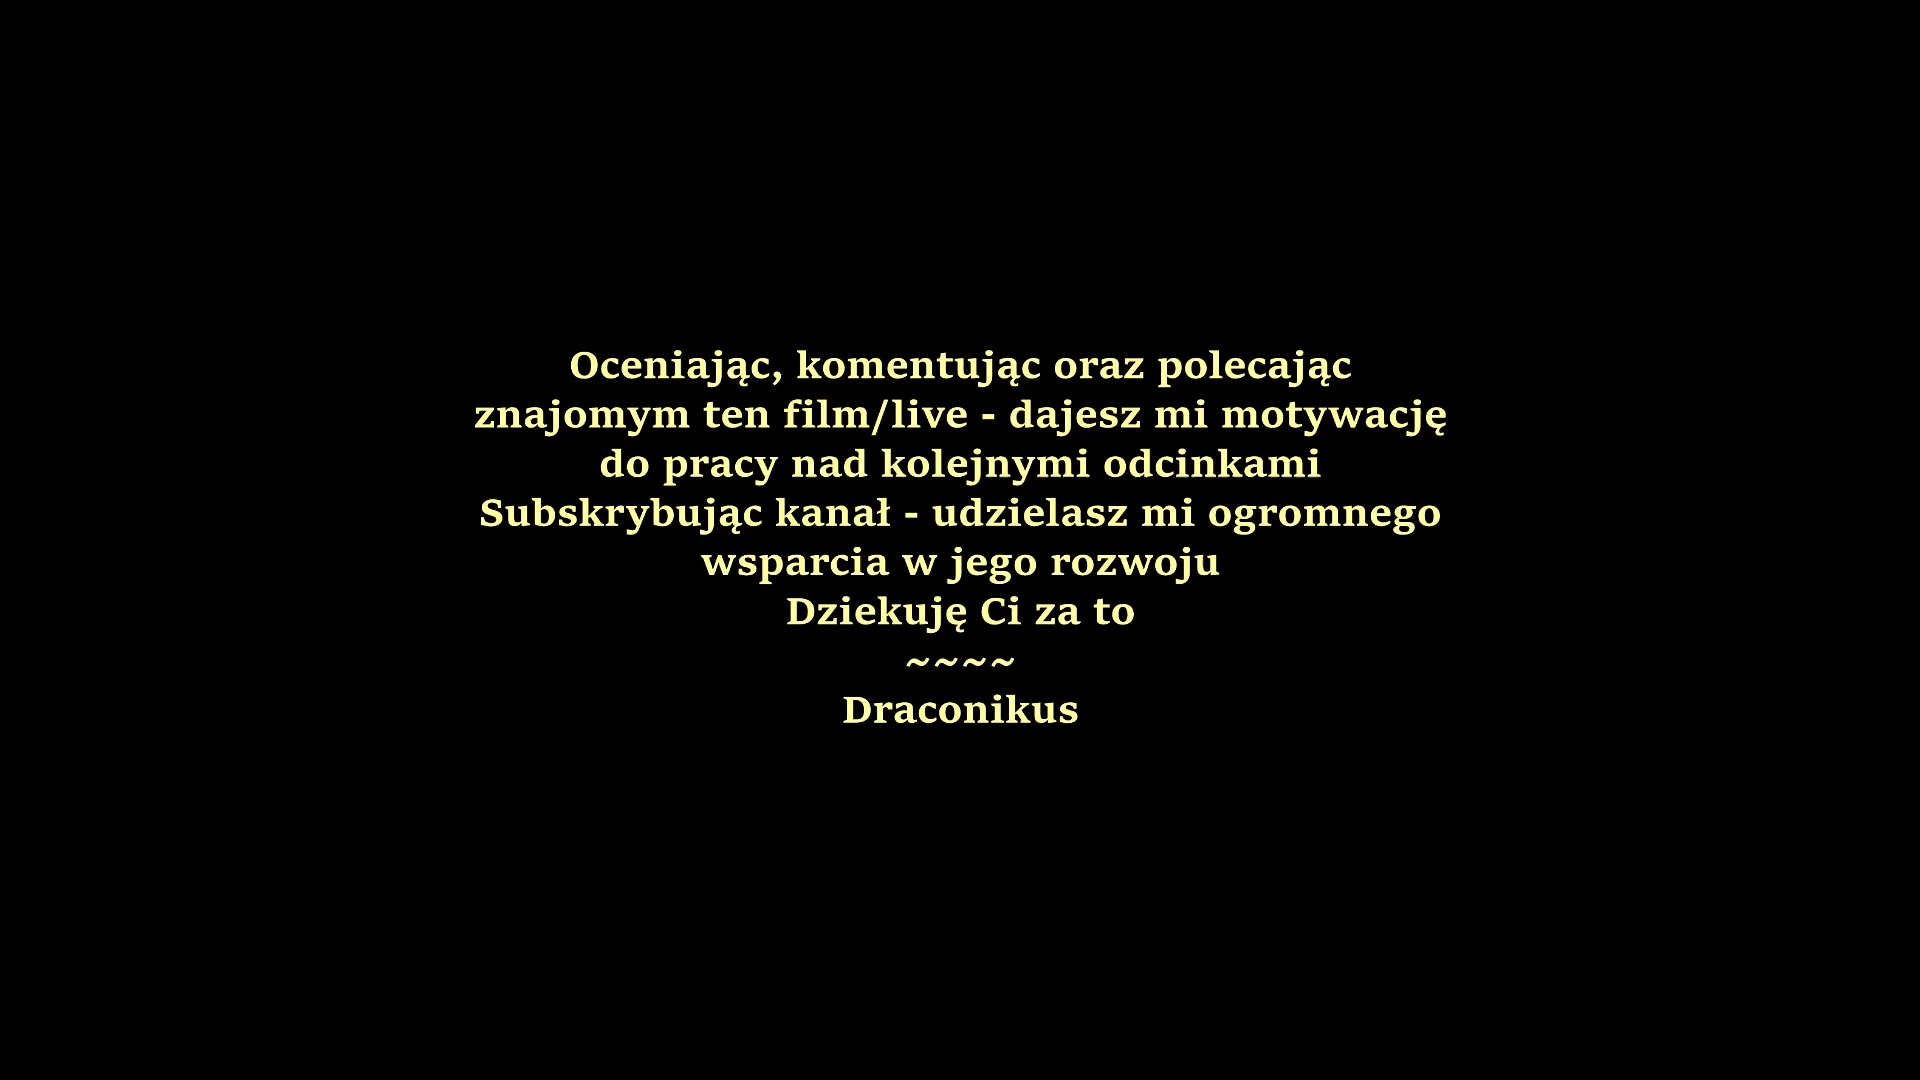 Oceniając, komentując oraz polecając
znajomym ten film/live - dajesz mi motywację
do pracy nad kolejnymi odcinkami
Subskrybując kanał - udzielasz mi ogromnego
wsparcia w jego rozwoju
Dziekuję Ci za to
~~~~
Draconikus